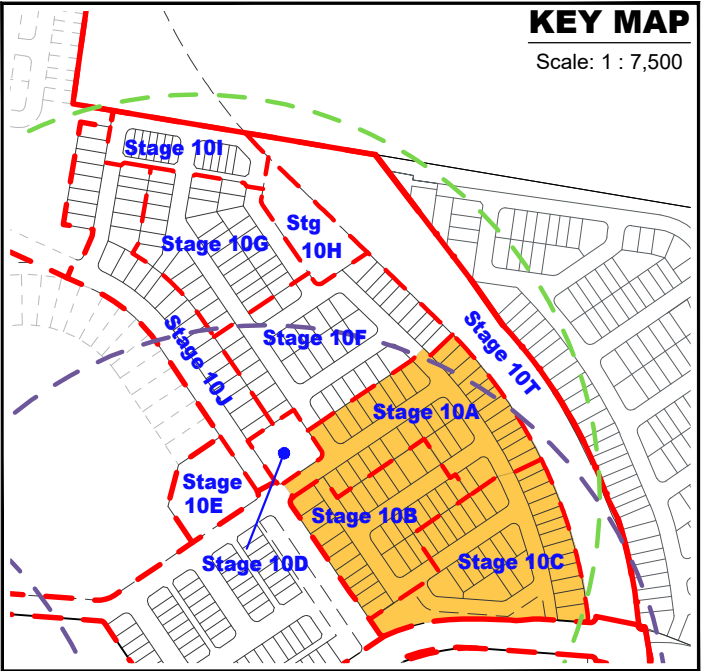 KEY MAP
Scale: 1 : 7,500
Stage 10I
Stg
10H
Stage 10G
Stage 10J
Stage 10F
Stage 10T
Stage 10A
Stage
10E
Stage 10B
Stage 10D
Stage 10C